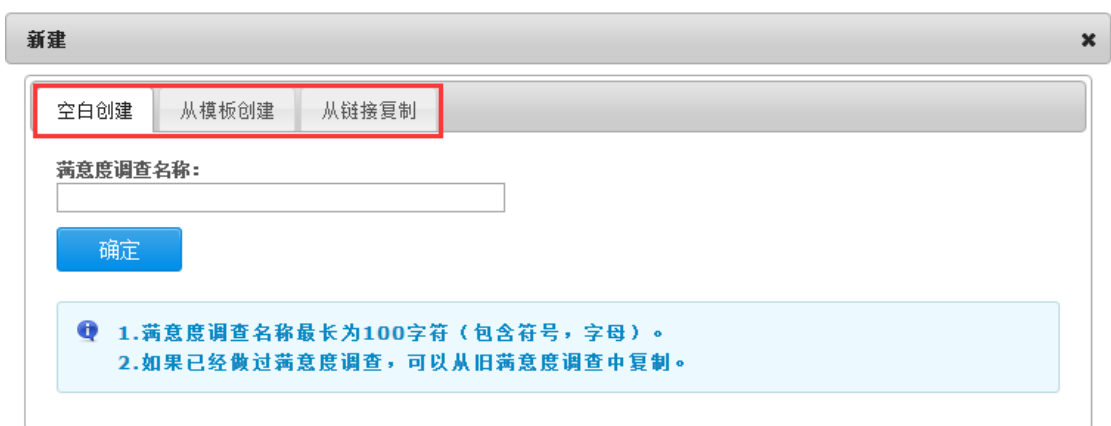 新建
空白创建 从模板创建 从链接复制
满意度调查名称：
确定
1.满意度调查名称最长为100字符（包含符号，字母）。
2.如果已经做过满意度调查，可以从旧满意度调查中复制。